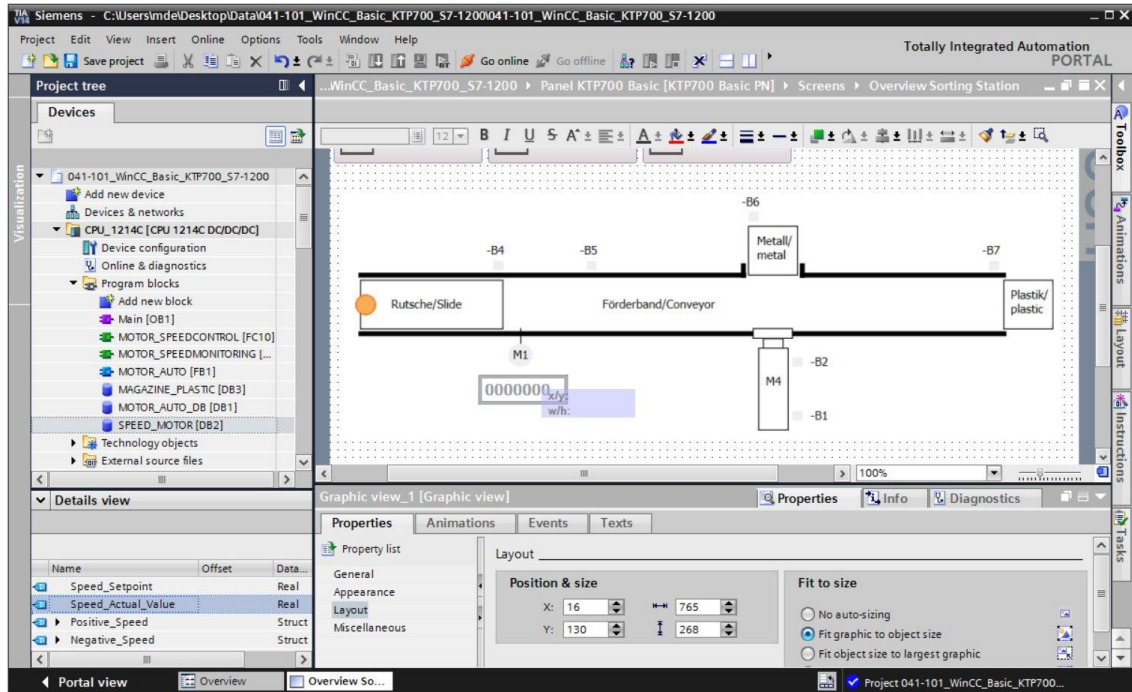 TIA V14 Siemens - C:\Users\mde\Desktop\Data\041-101_WinCC_Basic_KTP700_S7-1200\041-101_WinCC_Basic_KTP700_S7-1200
Project Edit View Insert Online Options Tools Window Help
Totally Integrated Automation
PORTAL
Save project Go online Go offline
Project tree
...WinCC_Basic_KTP700_S7-1200 Panel KTP700 Basic [KTP700 Basic PN] Screens Overview Sorting Station
Devices
12 B I U S A A
041-101_WinCC_Basic_KTP700_S7-1200
Add new device
Devices & networks
CPU_1214C [CPU 1214C DC/DC/DC]
Device configuration
Online & diagnostics
Program blocks
Add new block
Main [OB1]
MOTOR_SPEEDCONTROL [FC10]
MOTOR_SPEEDMONITORING [...
MOTOR_AUTO [FB1]
MAGAZINE_PLASTIC [DB3]
MOTOR_AUTO_DB [DB1]
SPEED_MOTOR [DB2]
Technology objects
External source files
Visualization
-B6
Metall/
metal
-B4
-B5
-B7
Rutsche/Slide
Förderband/Conveyor
Plastik/
plastic
M1
-B2
M4
0000000
x/y:
w/h:
-B1
100%
Toolbox
Animations
Layout
Instructions
Tasks
Details view
Name Offset Data...
Speed_Setpoint Real
Speed_Actual_Value Real
Positive_Speed Struct
Negative_Speed Struct
Graphic view_1 [Graphic view]
Properties Info Diagnostics
Properties Animations Events Texts
Property list
General
Appearance
Layout
Miscellaneous
Layout
Position & size
X: 16 765
Y: 130 268
Fit to size
No auto-sizing
Fit graphic to object size
Fit object size to largest graphic
Portal view Overview Overview So... Project 041-101_WinCC_Basic_KTP700...